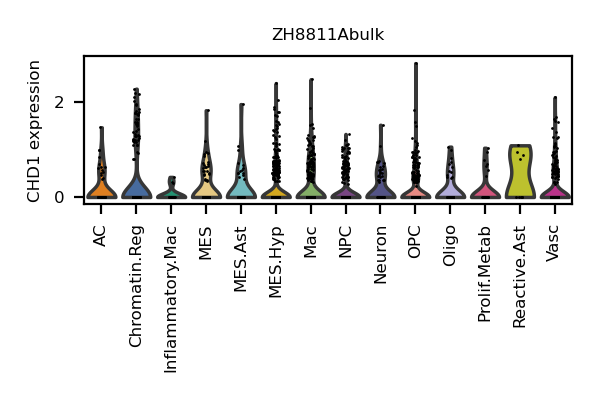 ZH8811Abulk
CHD1 expression
2
0
AC
Chromatin.Reg
Inflammatory.Mac
MES
MES.Ast
MES.Hyp
Mac
NPC
Neuron
OPC
Oligo
Prolif.Metab
Reactive.Ast
Vasc